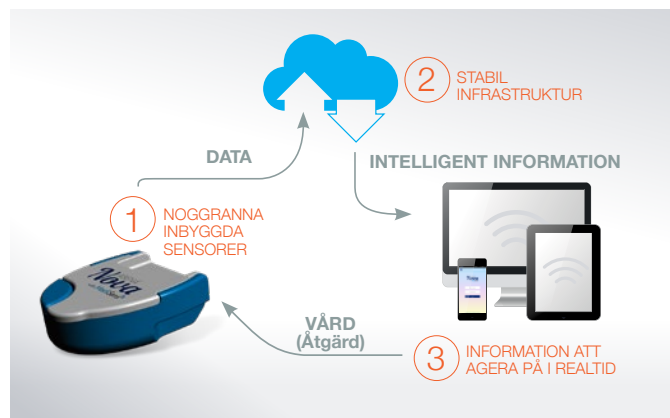 2
STABIL
INFRASTRUKTUR
DATA
INTELLIGENT INFORMATION
1
NOGGRANNA
INBYGGDA
SENSORER
Nova
VÅRD
(Åtgärd)
3
INFORMATION ATT
AGERA PÅ I REALTID